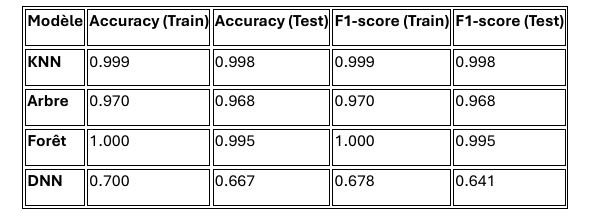 Modèle Accuracy (Train) Accuracy (Test) F1-score (Train) F1-score (Test)
KNN 0.999 0.998 0.999 0.998
Arbre 0.970 0.968 0.970 0.968
Forêt 1.000 0.995 1.000 0.995
DNN 0.700 0.667 0.678 0.641